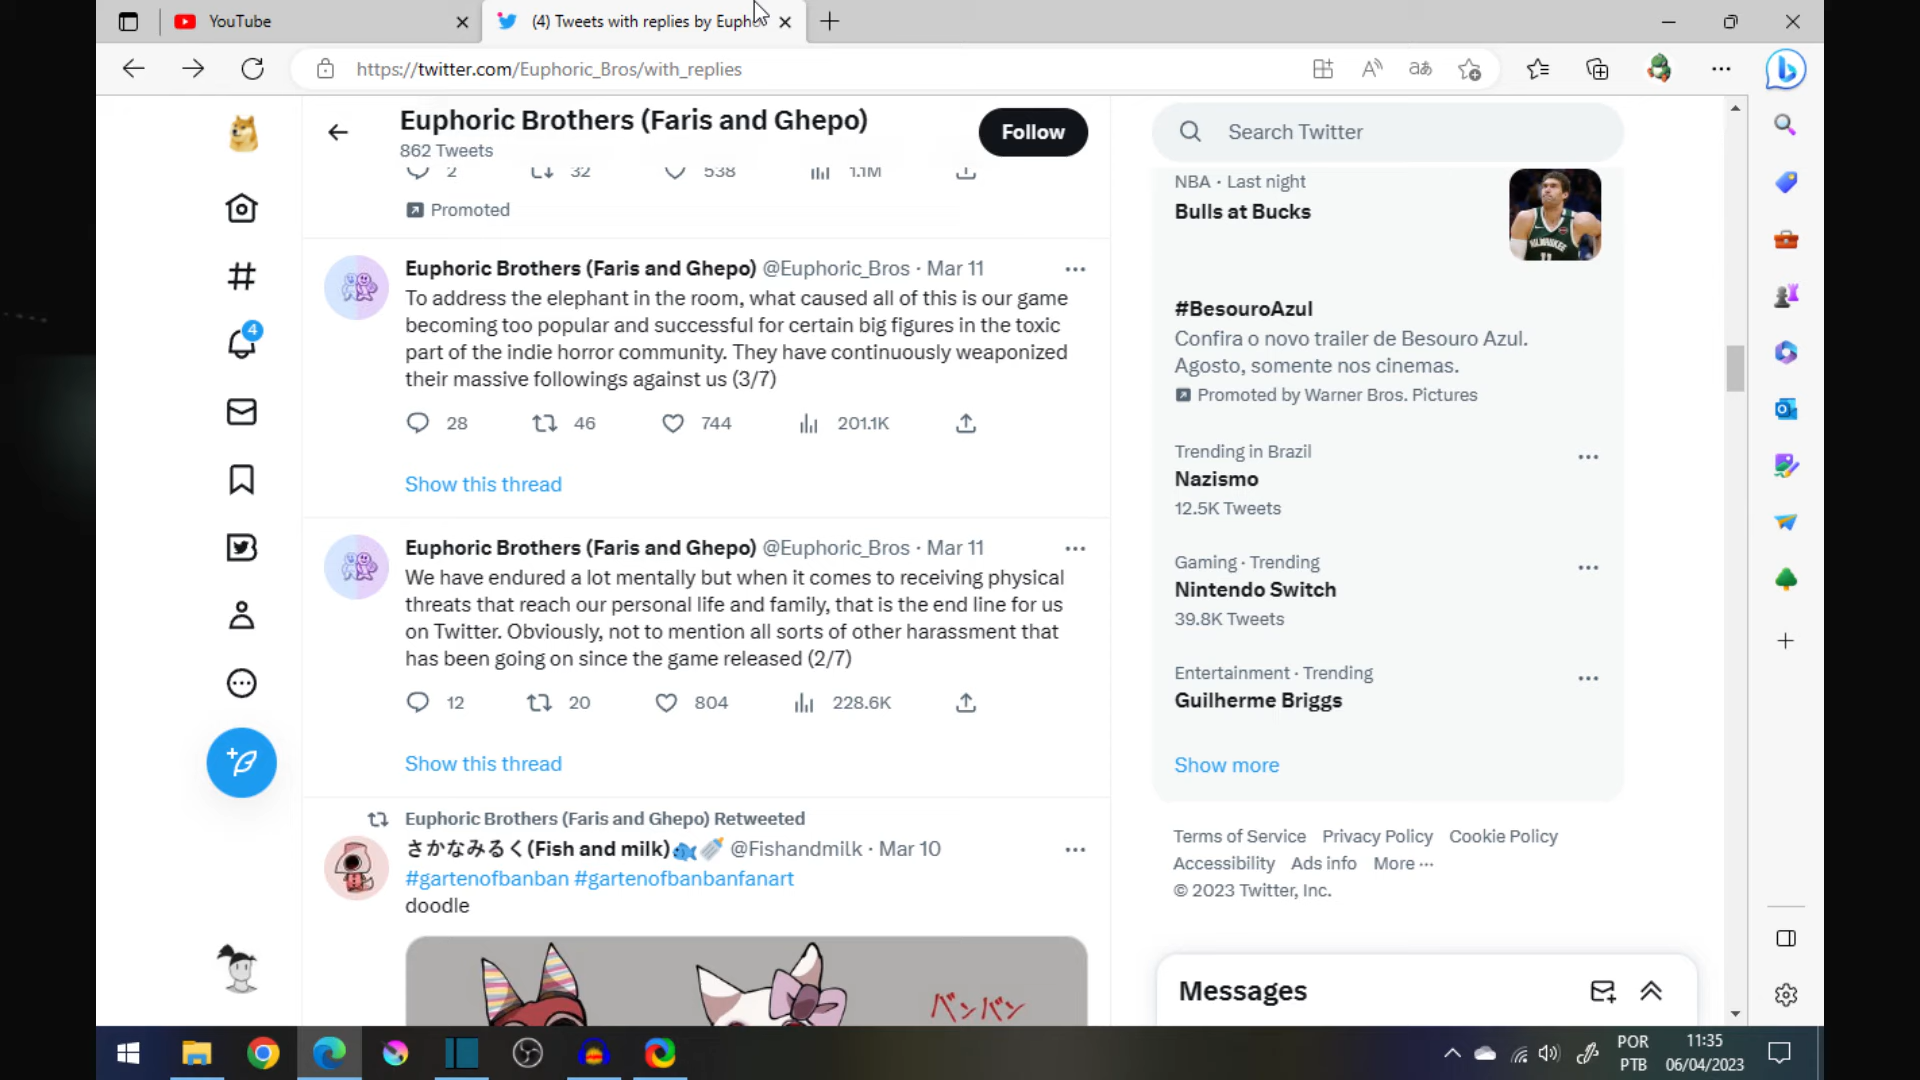 YouTube
(4) Tweets with replies by Eupho
https://twitter.com/Euphoric_Bros/with_replies
Euphoric Brothers (Faris and Ghepo)
862 Tweets
Follow
2 32 538 1.1M
Promoted
Euphoric Brothers (Faris and Ghepo) @Euphoric_Bros · Mar 11
To address the elephant in the room, what caused all of this is our game
becoming too popular and successful for certain big figures in the toxic
part of the indie horror community. They have continuously weaponized
their massive followings against us (3/7)
28 46 744 201.1K
Show this thread
Euphoric Brothers (Faris and Ghepo) @Euphoric_Bros · Mar 11
We have endured a lot mentally but when it comes to receiving physical
threats that reach our personal life and family, that is the end line for us
on Twitter. Obviously, not to mention all sorts of other harassment that
has been going on since the game released (2/7)
12 20 804 228.6K
Show this thread
Euphoric Brothers (Faris and Ghepo) Retweeted
さかなみるく(Fish and milk)🐟🍼 @Fishandmilk · Mar 10
#gartenofbanban #gartenofbanbanfanart
doodle
バンバン
4
Search Twitter
NBA · Last night
Bulls at Bucks
MILWAUKEE
#BesouroAzul
Confira o novo trailer de Besouro Azul.
Agosto, somente nos cinemas.
Promoted by Warner Bros. Pictures
Trending in Brazil
Nazismo
12.5K Tweets
Gaming · Trending
Nintendo Switch
39.8K Tweets
Entertainment · Trending
Guilherme Briggs
Show more
Terms of Service Privacy Policy Cookie Policy
Accessibility Ads info More ···
© 2023 Twitter, Inc.
Messages
POR
PTB
11:35
06/04/2023